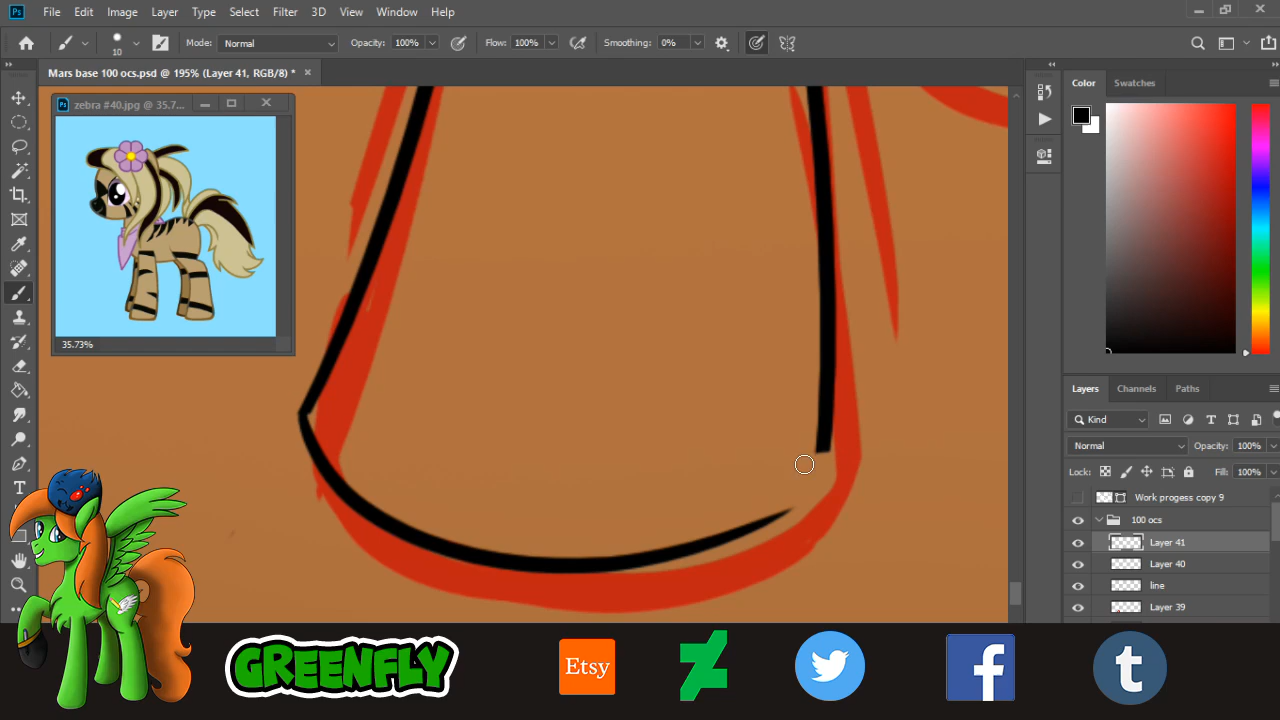 Ps File Edit Image Layer Type Select Filter 3D View Window Help
10 Mode: Normal Opacity: 100% Flow: 100% Smoothing: 0%
Mars base 100 ocs.psd @ 195% (Layer 41, RGB/8) *
Ps zebra #40.jpg @ 35.7...
35.73%
Color Swatches
Layers Channels Paths
Kind
Normal Opacity: 100%
Lock: Fill: 100%
Work progess copy 9
100 ocs
Layer 41
Layer 40
line
Layer 39
GREENFLY Etsy f t